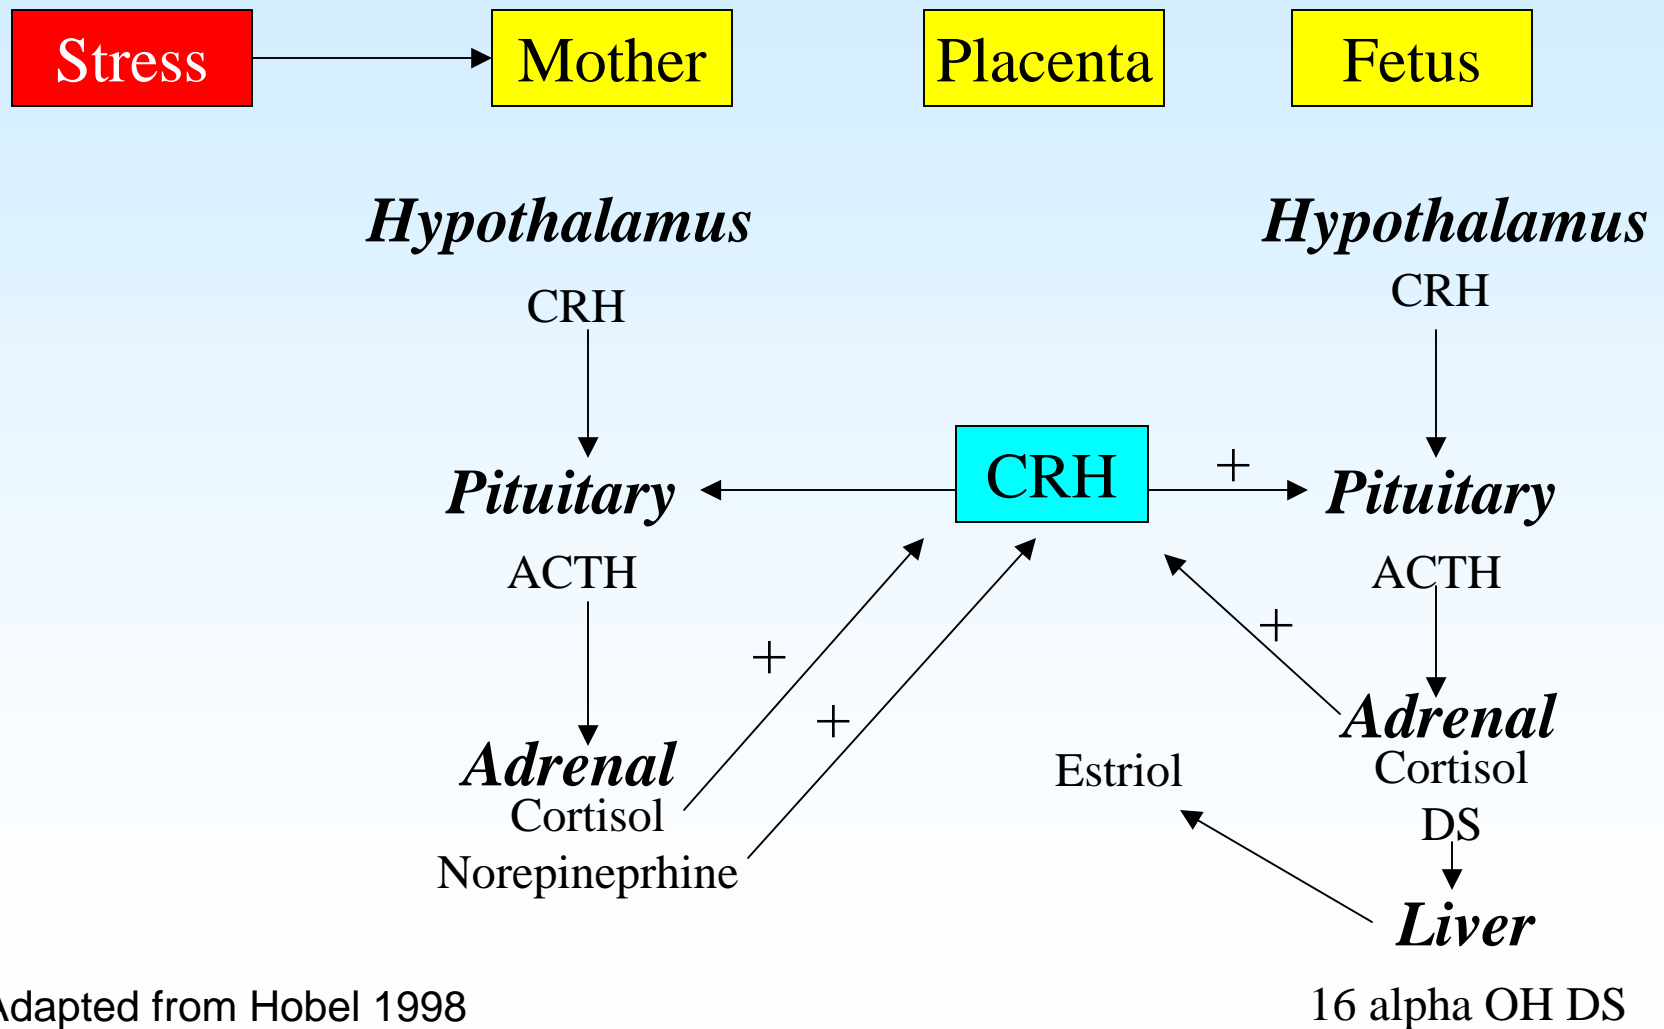 Stress Mother Placenta Fetus
Hypothalamus Hypothalamus
CRH CRH
Pituitary CRH + Pituitary
ACTH ACTH
+ +
+
Adrenal Adrenal
Cortisol Estriol Cortisol
Norepineprhine DS
Liver
Adapted from Hobel 1998 16 alpha OH DS